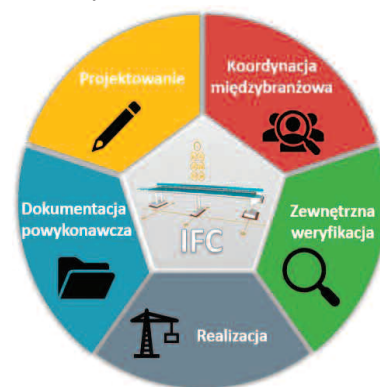 Projektowanie
Koordynacja
międzybranżowa
Zewnętrzna
weryfikacja
Realizacja
Dokumentacja
powykonawcza
IFC